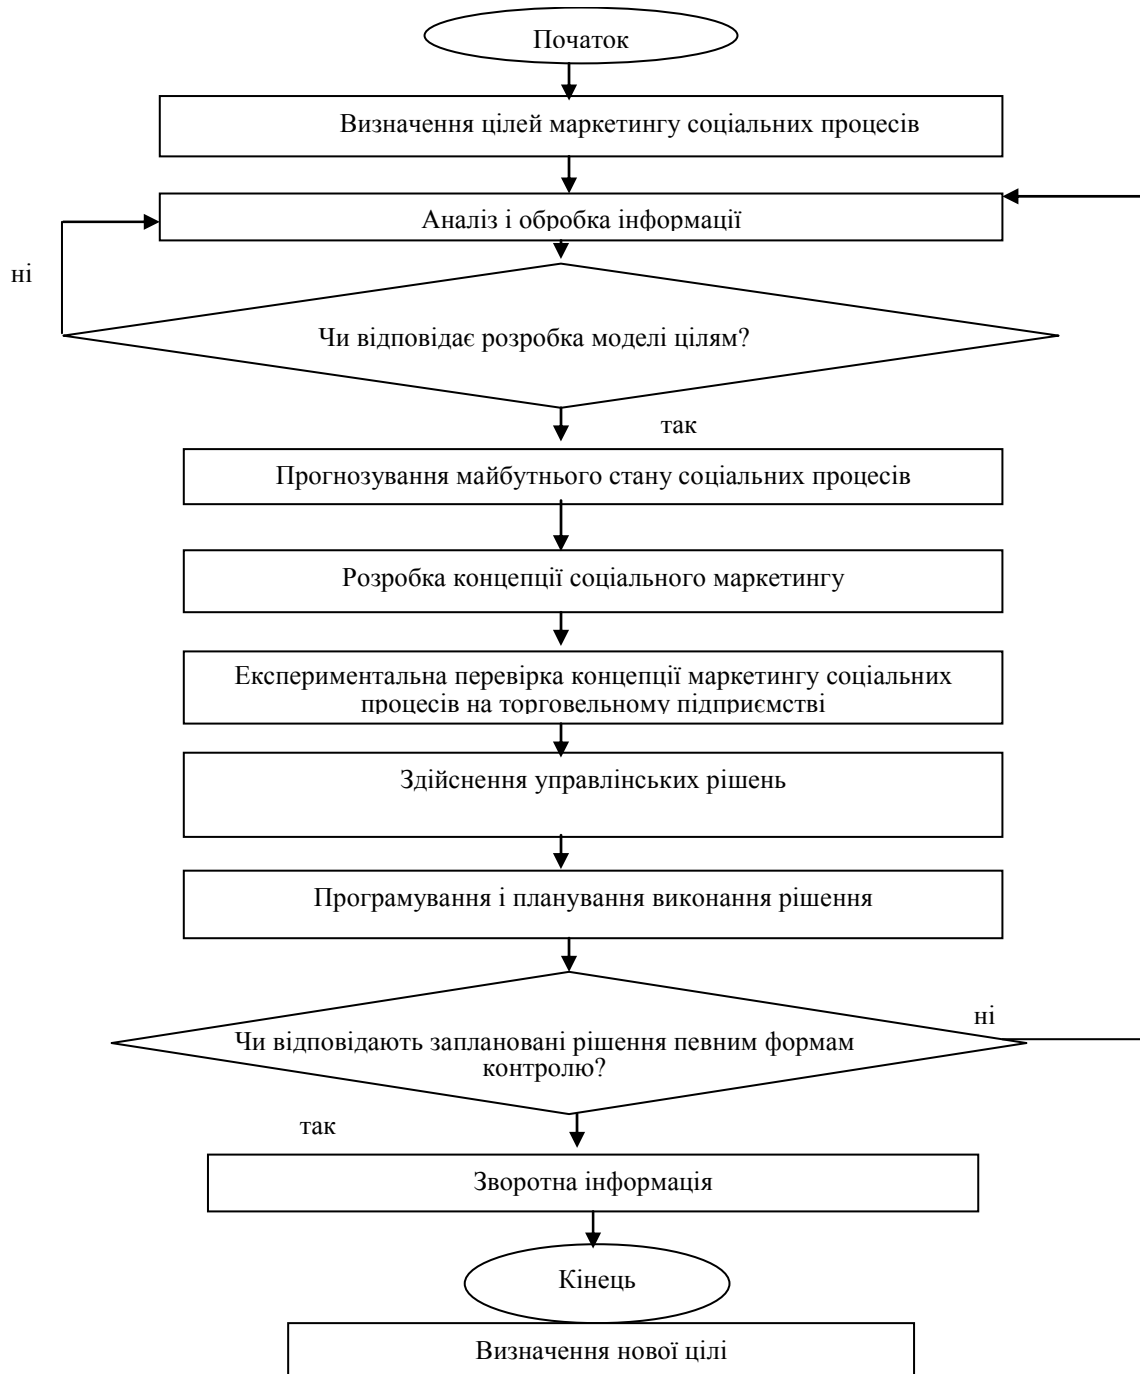 Початок
Визначення цілей маркетингу соціальних процесів
Аналіз і обробка інформації
ні
Чи відповідає розробка моделі цілям?
так
Прогнозування майбутнього стану соціальних процесів
Розробка концепції соціального маркетингу
Експериментальна перевірка концепції маркетингу соціальних
процесів на торговельному підприємстві
Здійснення управлінських рішень
Програмування і планування виконання рішення
ні
Чи відповідають заплановані рішення певним формам
контролю?
так
Зворотна інформація
Кінець
Визначення нової цілі